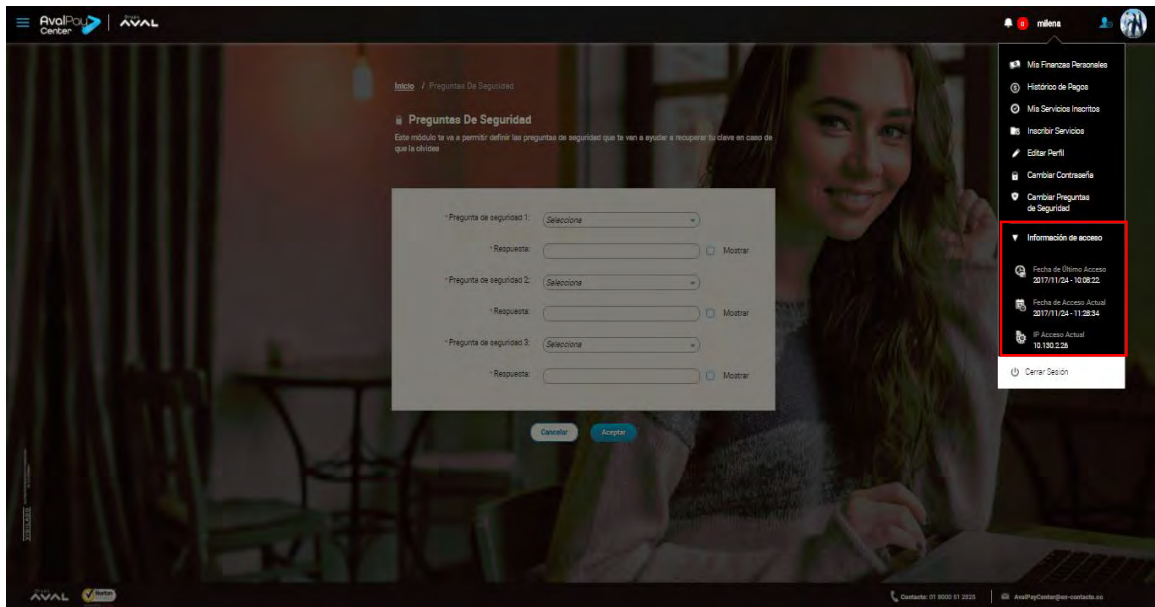 AvalPay Center
GRUPO AVAL
0
milena
Mis Finanzas Personales
Histórico de Pagos
Mis Servicios Inscritos
Inscribir Servicios
Editar Perfil
Cambiar Contraseña
Cambiar Preguntas
de Seguridad
Información de acceso
Fecha de Último Acceso
2017/11/24 - 10:08:22
Fecha de Acceso Actual
2017/11/24 - 11:28:34
IP Acceso Actual
10.130.2.26
Cerrar Sesión
Inicio / Preguntas De Seguridad
Preguntas De Seguridad
Este módulo te va a permitir definir las preguntas de seguridad que te van a ayudar a recuperar tu clave en caso de
que la olvides
* Pregunta de seguridad 1: Selecciona
* Respuesta: Mostrar
* Pregunta de seguridad 2: Selecciona
* Respuesta: Mostrar
* Pregunta de seguridad 3: Selecciona
* Respuesta: Mostrar
Cancelar Aceptar
VIGILADO
GRUPO AVAL
Norton
Contacto: 01 8000 51 2825
AvalPayCenter@es-contacto.co